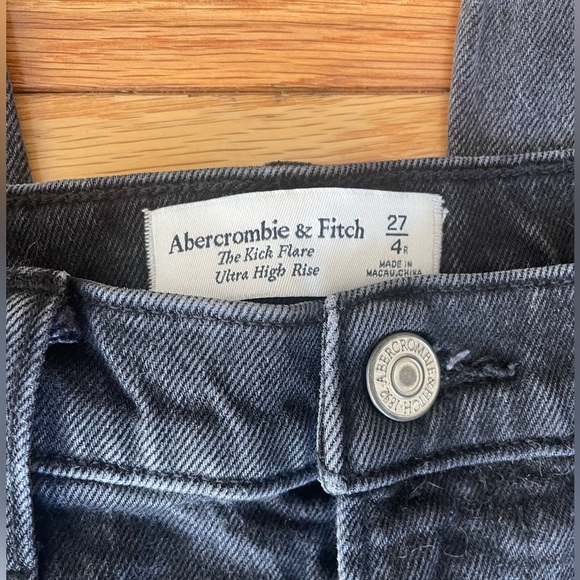 Abercrombie & Fitch
The Kick Flare
Ultra High Rise
27
4R
MADE IN
MACAU, CHINA
ABERCROMBIE & FITCH · 1892